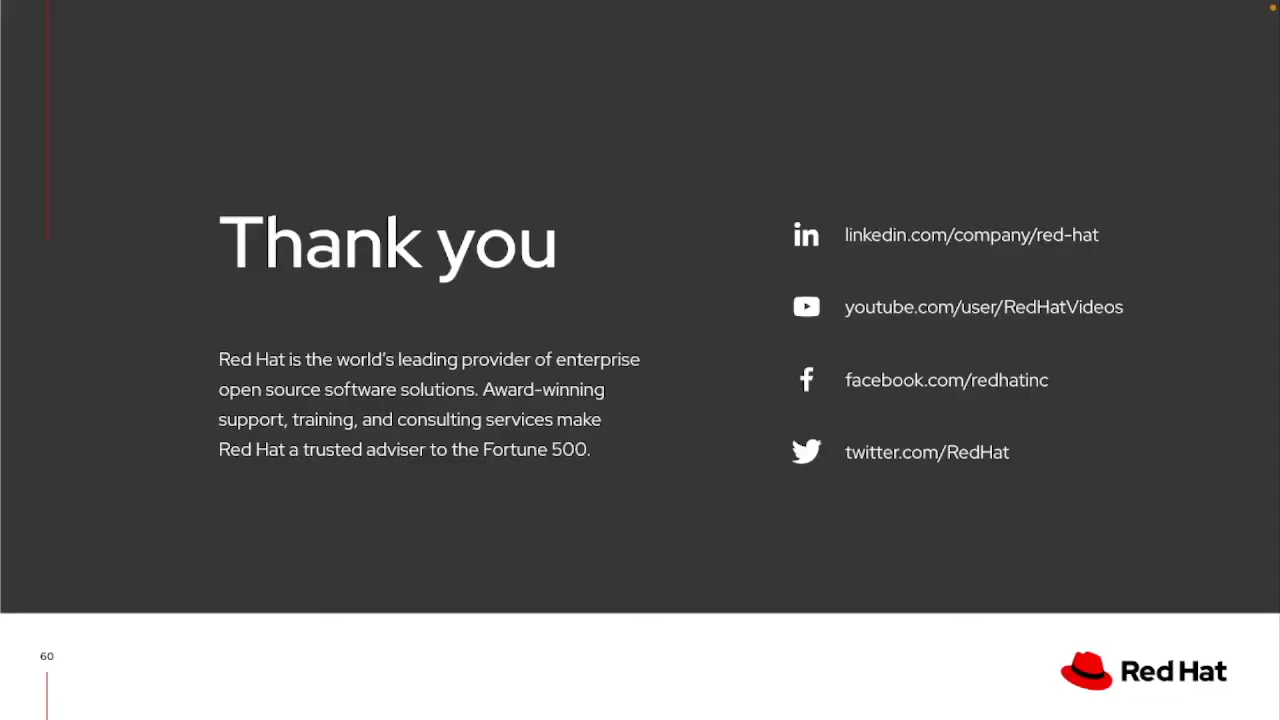 Thank you
Red Hat is the world’s leading provider of enterprise
open source software solutions. Award-winning
support, training, and consulting services make
Red Hat a trusted adviser to the Fortune 500.
linkedin.com/company/red-hat
youtube.com/user/RedHatVideos
facebook.com/redhatinc
twitter.com/RedHat
60
Red Hat